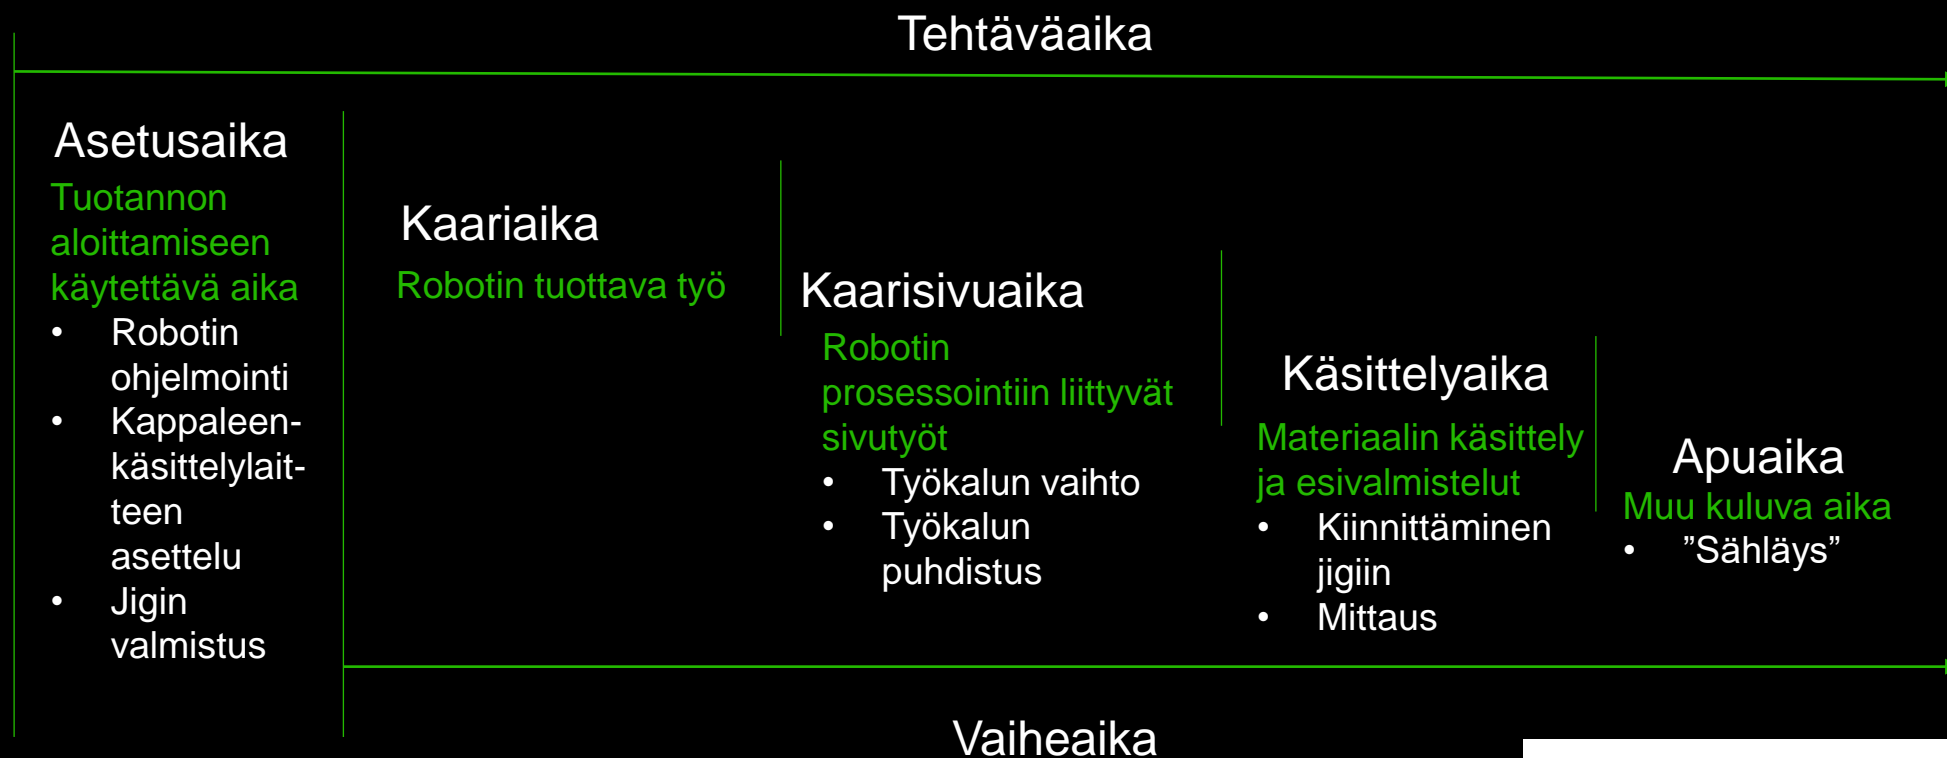 Tehtäväaika
Asetusaika
Tuotannon
aloittamiseen
käytettävä aika
• Robotin
ohjelmointi
• Kappaleen-
käsittelylait-
teen
asettelu
• Jigin
valmistus
Kaariaika
Robotin tuottava työ
Kaarisivuaika
Robotin
prosessointiin liittyvät
sivutyöt
• Työkalun vaihto
• Työkalun
puhdistus
Käsittelyaika
Materiaalin käsittely
ja esivalmistelut
• Kiinnittäminen
jigiin
• Mittaus
Apuaika
Muu kuluva aika
• ”Sähläys”
Vaiheaika